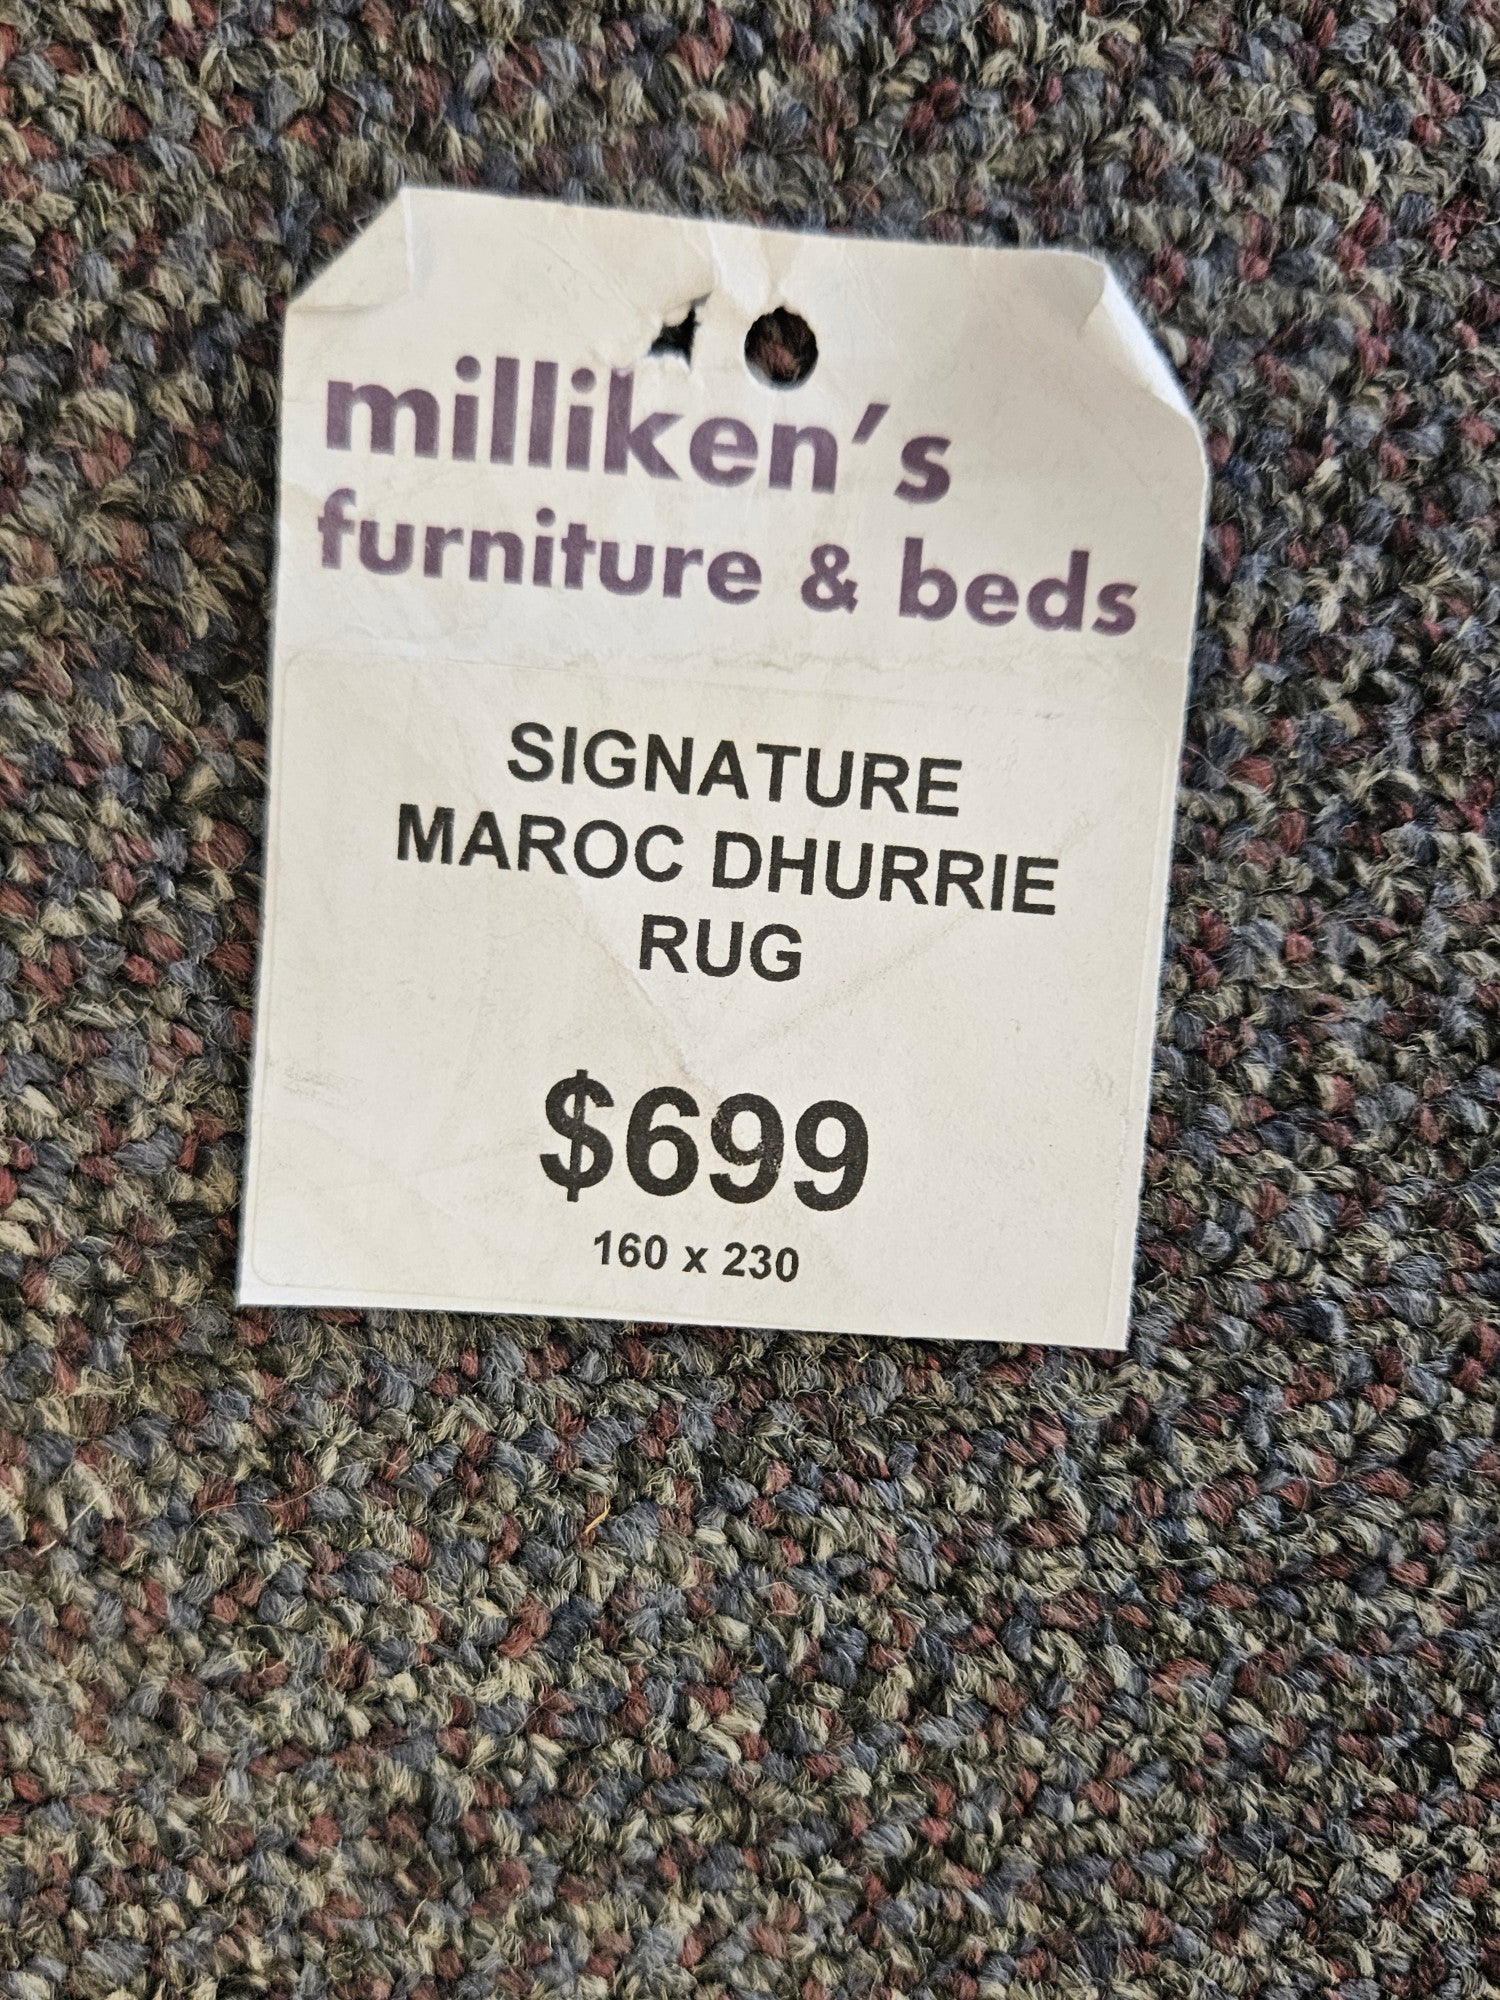 milliken's
furniture & beds
SIGNATURE
MAROC DHURRIE
RUG
$699
160 x 230